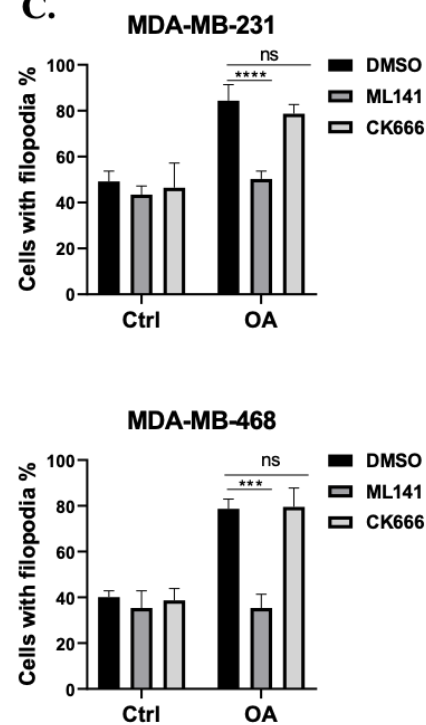 C.
MDA-MB-231
Cells with filopodia %
100
80
60
40
20
0
ns
****
Ctrl
OA
DMSO
ML141
CK666
MDA-MB-468
Cells with filopodia %
100
80
60
40
20
0
ns
***
Ctrl
OA
DMSO
ML141
CK666